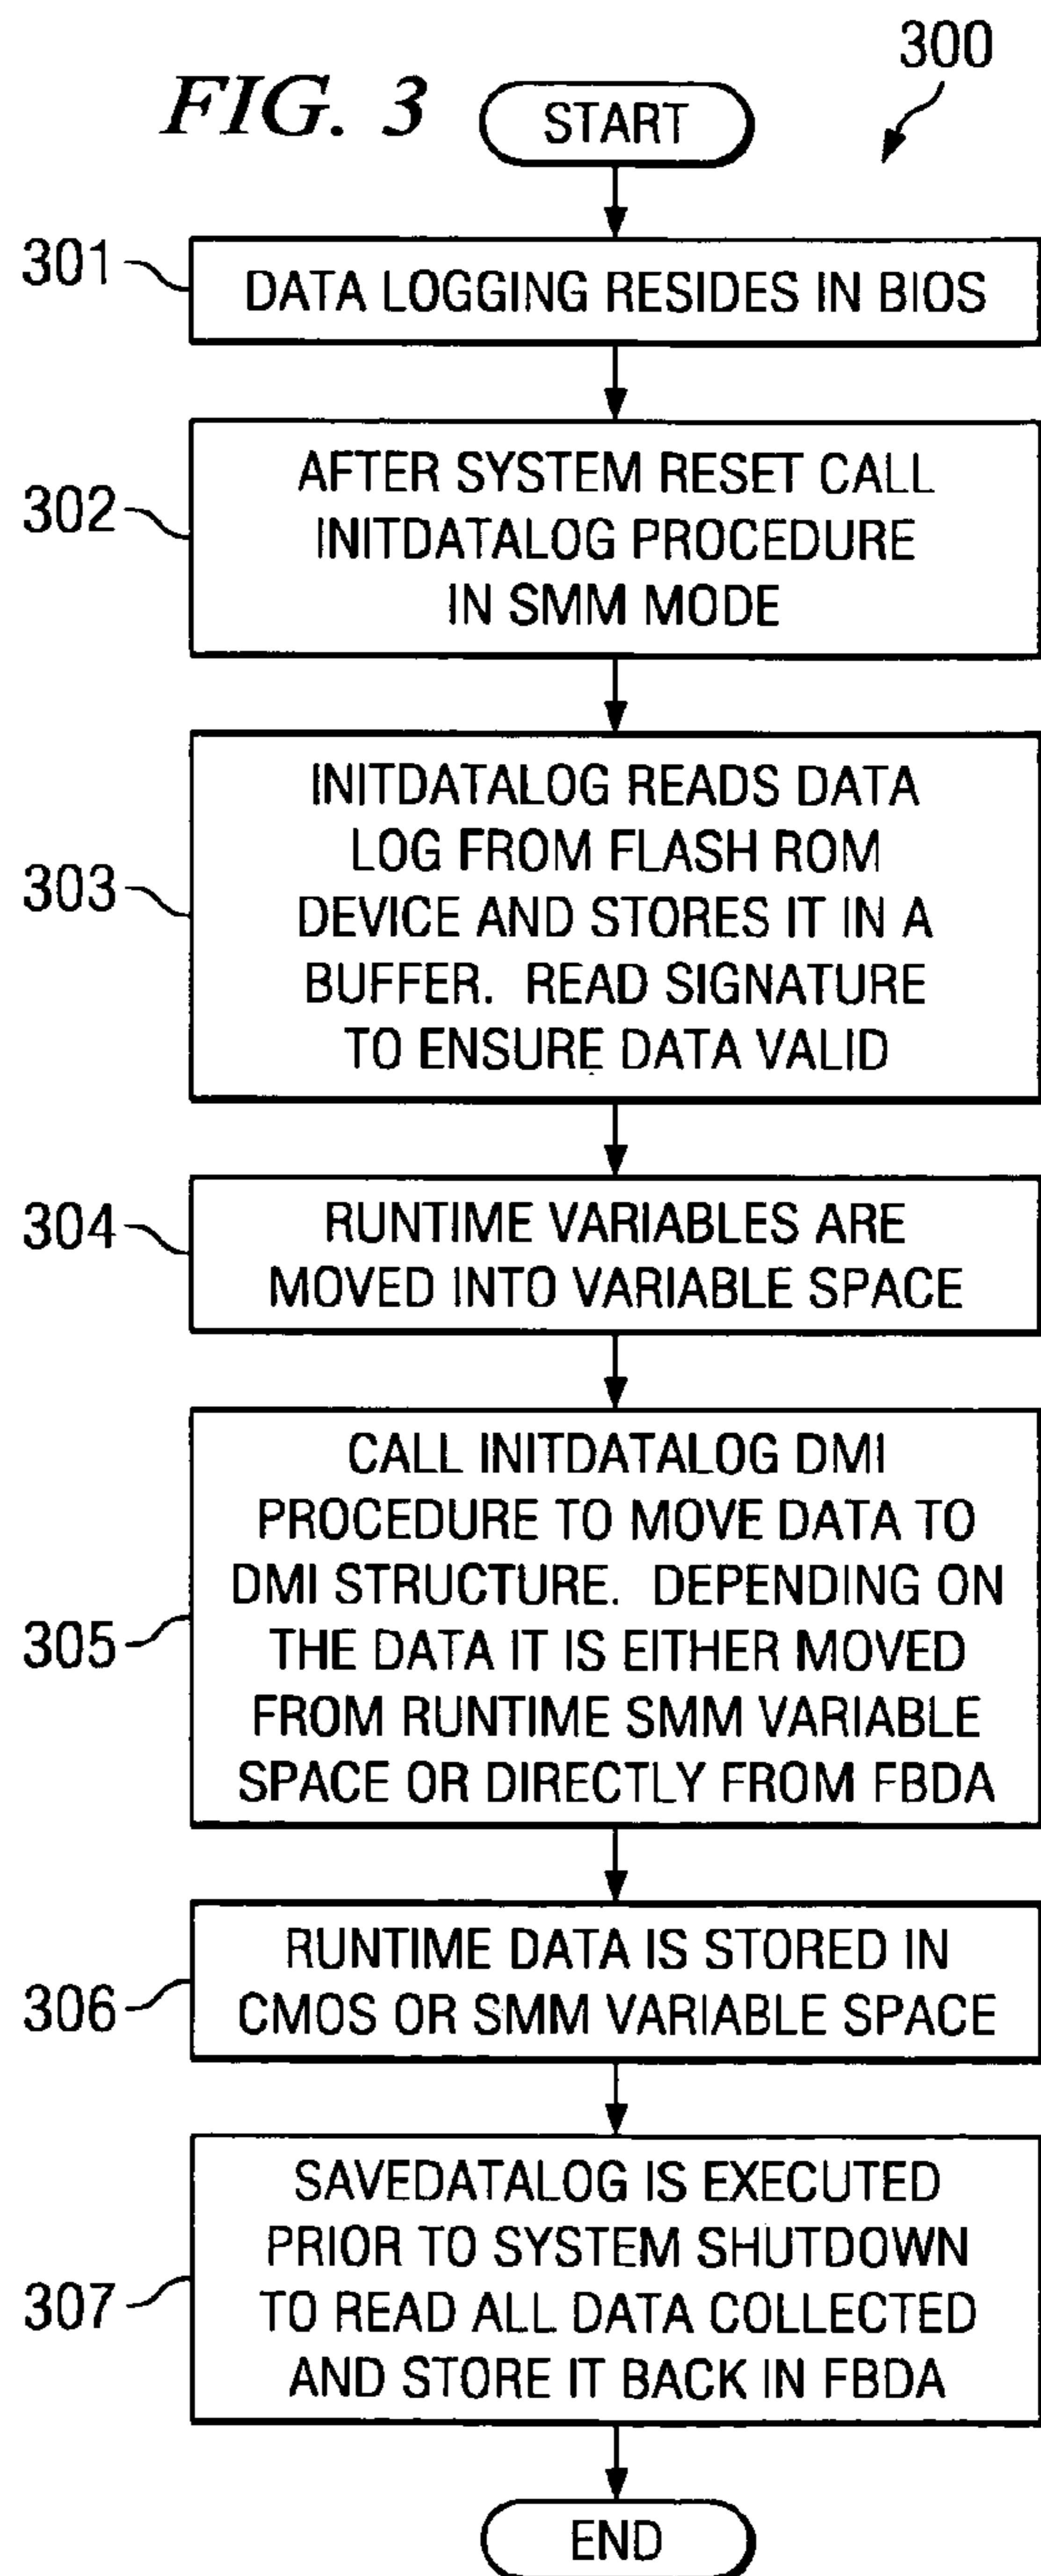 300
FIG. 3
START
301
DATA LOGGING RESIDES IN BIOS
302
AFTER SYSTEM RESET CALL
INITDATALOG PROCEDURE
IN SMM MODE
303
INITDATALOG READS DATA
LOG FROM FLASH ROM
DEVICE AND STORES IT IN A
BUFFER. READ SIGNATURE
TO ENSURE DATA VALID
304
RUNTIME VARIABLES ARE
MOVED INTO VARIABLE SPACE
305
CALL INITDATALOG DMI
PROCEDURE TO MOVE DATA TO
DMI STRUCTURE. DEPENDING ON
THE DATA IT IS EITHER MOVED
FROM RUNTIME SMM VARIABLE
SPACE OR DIRECTLY FROM FBDA
306
RUNTIME DATA IS STORED IN
CMOS OR SMM VARIABLE SPACE
307
SAVEDATALOG IS EXECUTED
PRIOR TO SYSTEM SHUTDOWN
TO READ ALL DATA COLLECTED
AND STORE IT BACK IN FBDA
END